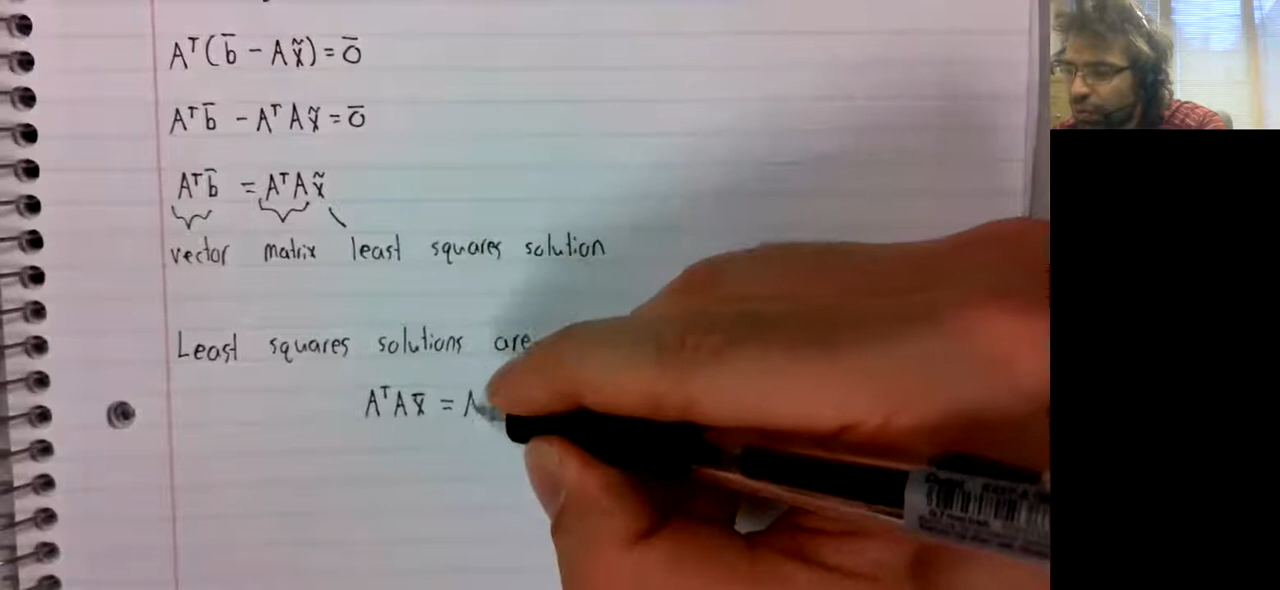 Aᵀ(b̄ - Ax̃) = 0̄
Aᵀb̄ - AᵀAx̃ = 0̄
Aᵀb̄ = AᵀAx̃
vector matrix least squares solution
Least squares solutions are
AᵀAx̄ = A